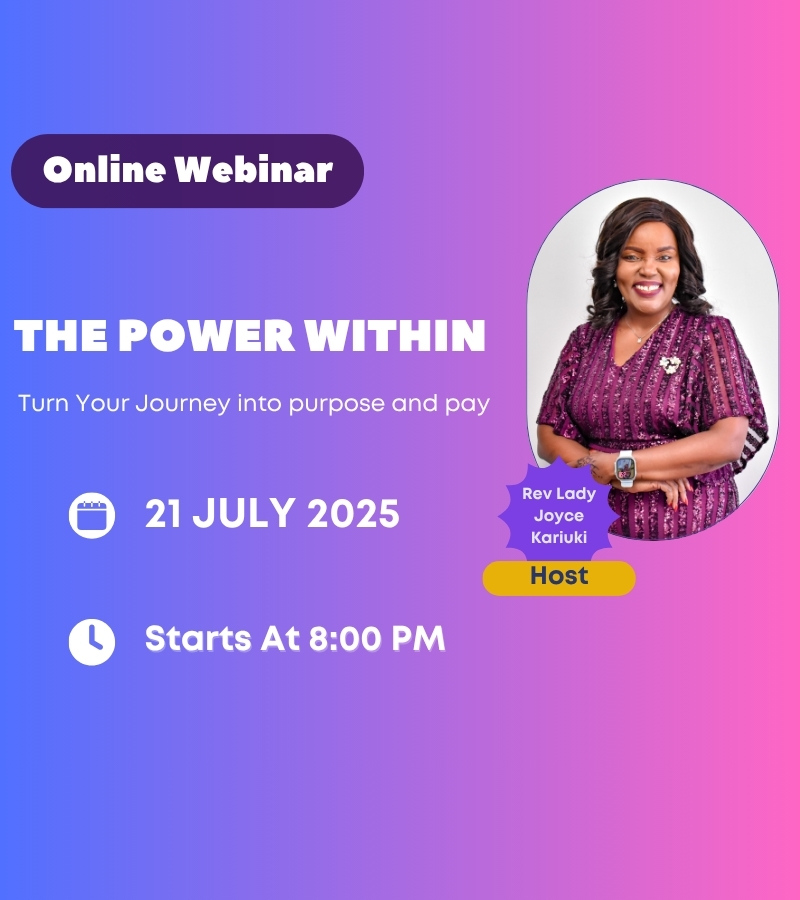 Online Webinar
THE POWER WITHIN
Turn Your Journey into purpose and pay
21 JULY 2025
Rev Lady
Joyce
Kariuki
Host
Starts At 8:00 PM